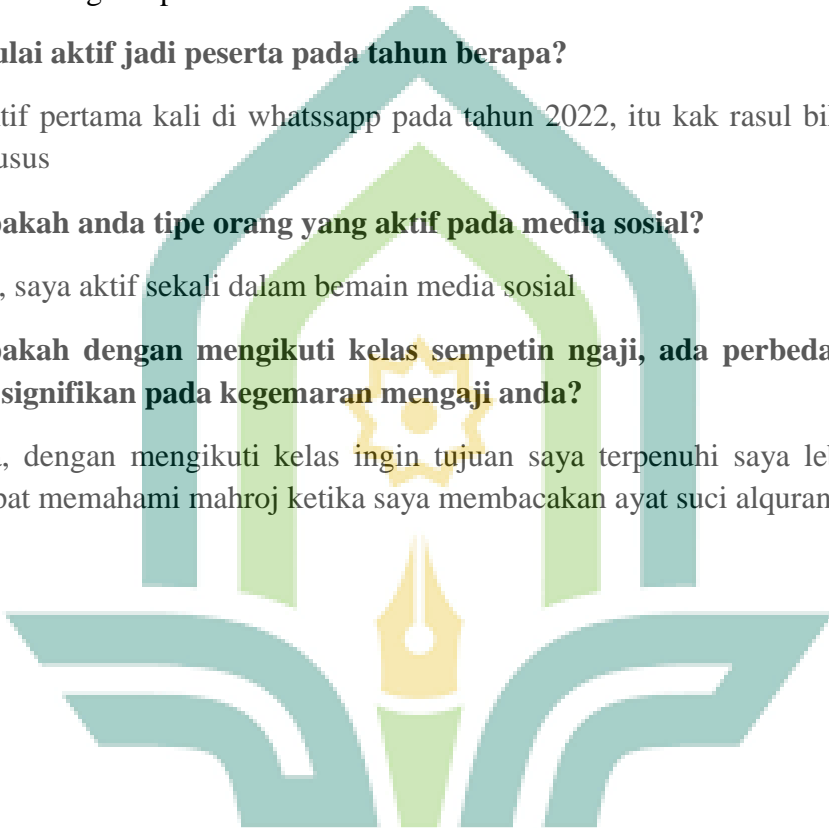 ulai aktif jadi peserta pada tahun berapa?
tif pertama kali di whatssapp pada tahun 2022, itu kak rasul bi
usus
akah anda tipe orang yang aktif pada media sosial?
, saya aktif sekali dalam bemain media sosial
akah dengan mengikuti kelas sempetin ngaji, ada perbeda
signifikan pada kegemaran mengaji anda?
, dengan mengikuti kelas ingin tujuan saya terpenuhi saya le
pat memahami mahroj ketika saya membacakan ayat suci alquran